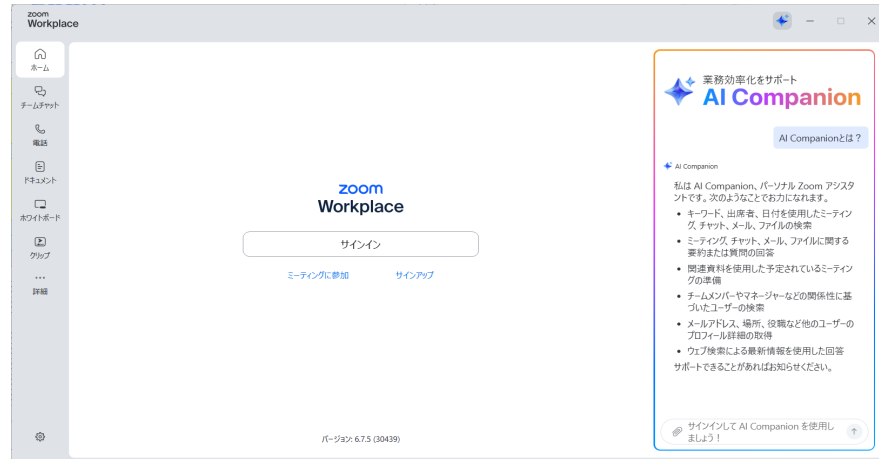 zoom
Workplace
ホーム
チームチャット
電話
ドキュメント
ホワイトボード
クリップ
詳細
zoom
Workplace
サインイン
ミーティングに参加
サインアップ
バージョン: 6.7.5 (30439)
業務効率化をサポート
AI Companion
AI Companionとは？
AI Companion
私は AI Companion、パーソナル Zoom アシスタ
ントです。次のようなことでお力になれます。
• キーワード、出席者、日付を使用したミーティン
グ, チャット、メール、ファイルの検索
• ミーティング, チャット、メール、ファイルに関する
要約または質問の回答
• 関連資料を使用した予定されているミーティン
グの準備
• チームメンバーやマネージャーなどの関係性に基
づいたユーザーの検索
• メールアドレス、場所、役職など他のユーザーの
プロフィール詳細の取得
• ウェブ検索による最新情報を使用した回答
サポートできることがあればお知らせください。
サインインして AI Companion を使用し
ましょう！